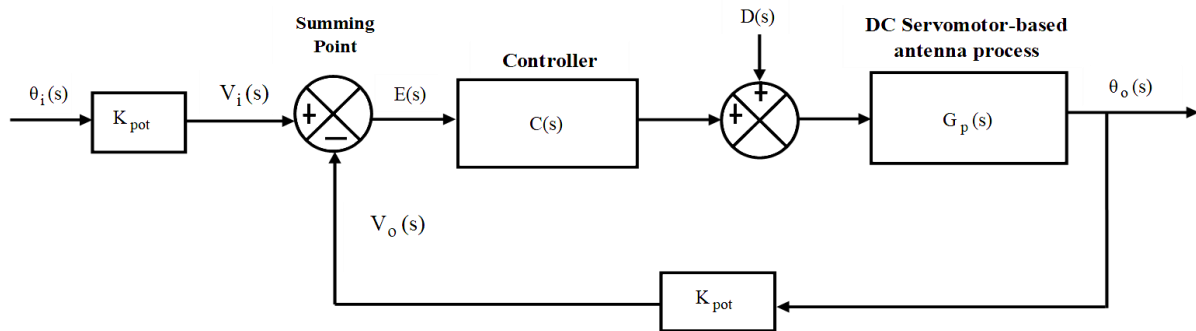 Summing
Point
D(s)
DC Servomotor-based
antenna process
Controller
θi(s)
Vi(s)
E(s)
Kpot
+
−
C(s)
+
+
Gp(s)
θo(s)
Vo(s)
Kpot